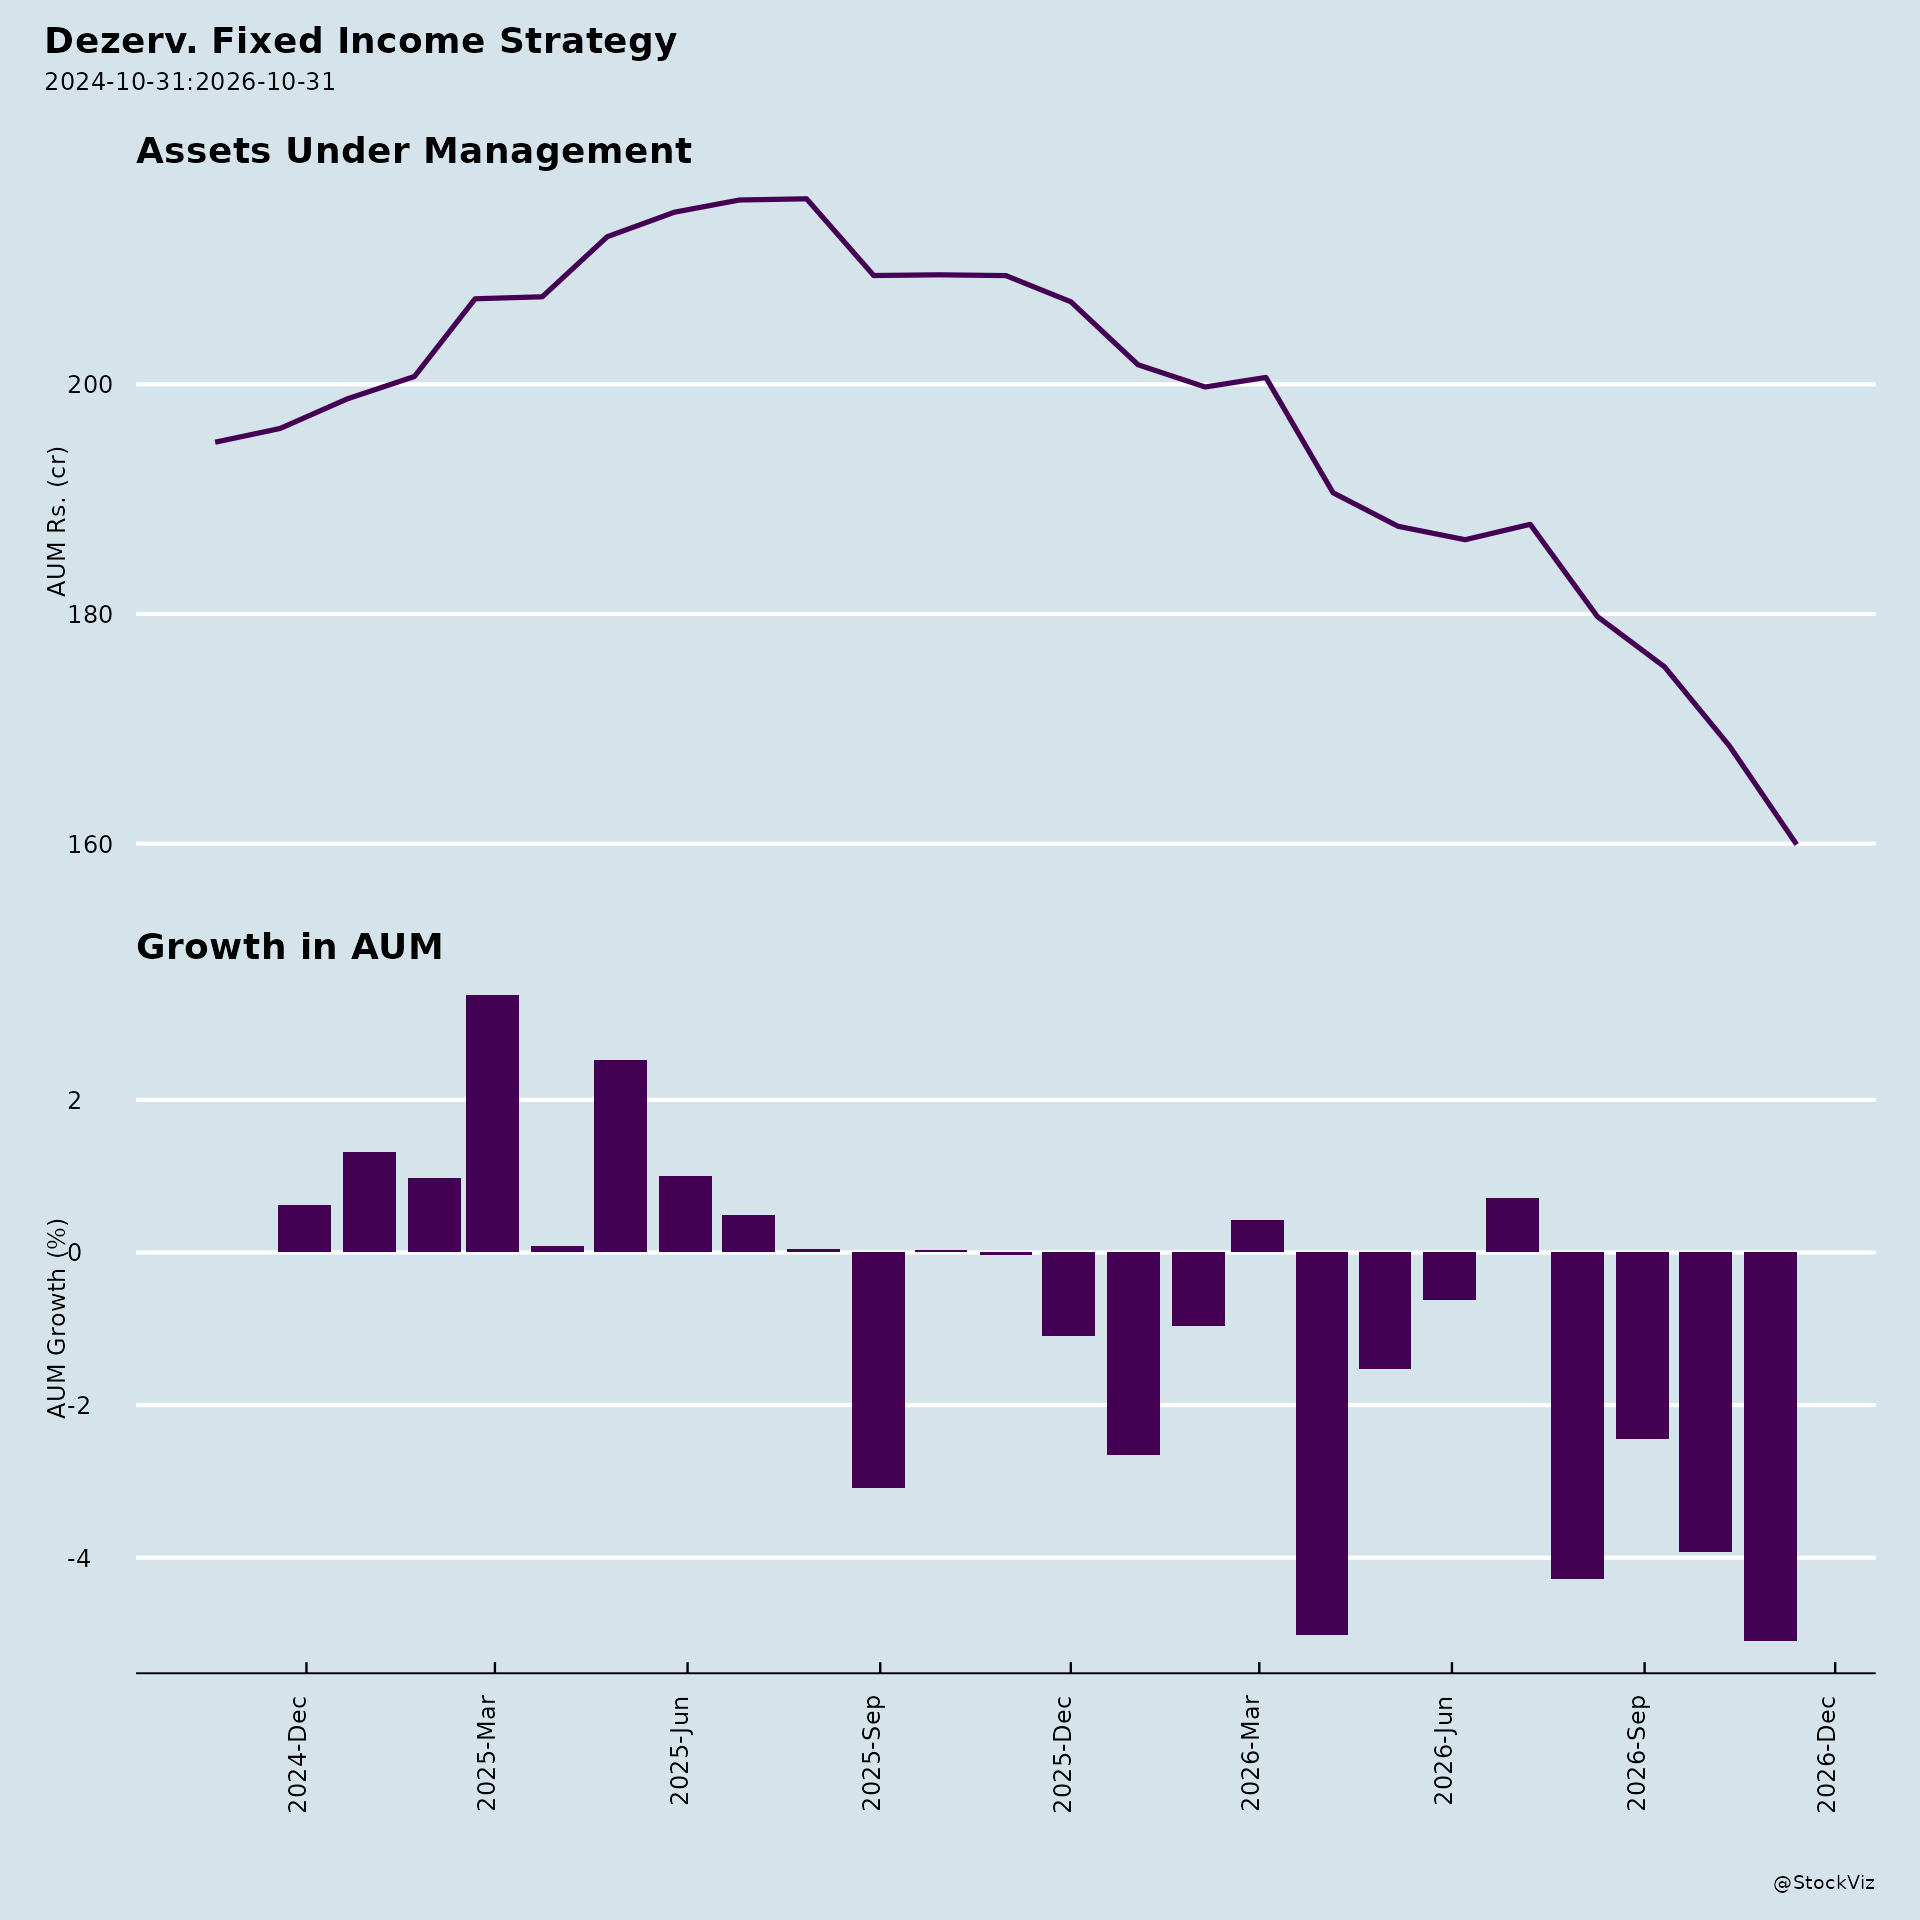 Dezerv. Fixed Income Strategy
2024-10-31:2026-10-31
Assets Under Management
AUM Rs. (cr)
200
180
160
Growth in AUM
AUM Growth (%)
2
0
-2
-4
2024-Dec
2025-Mar
2025-Jun
2025-Sep
2025-Dec
2026-Mar
2026-Jun
2026-Sep
2026-Dec
@StockViz